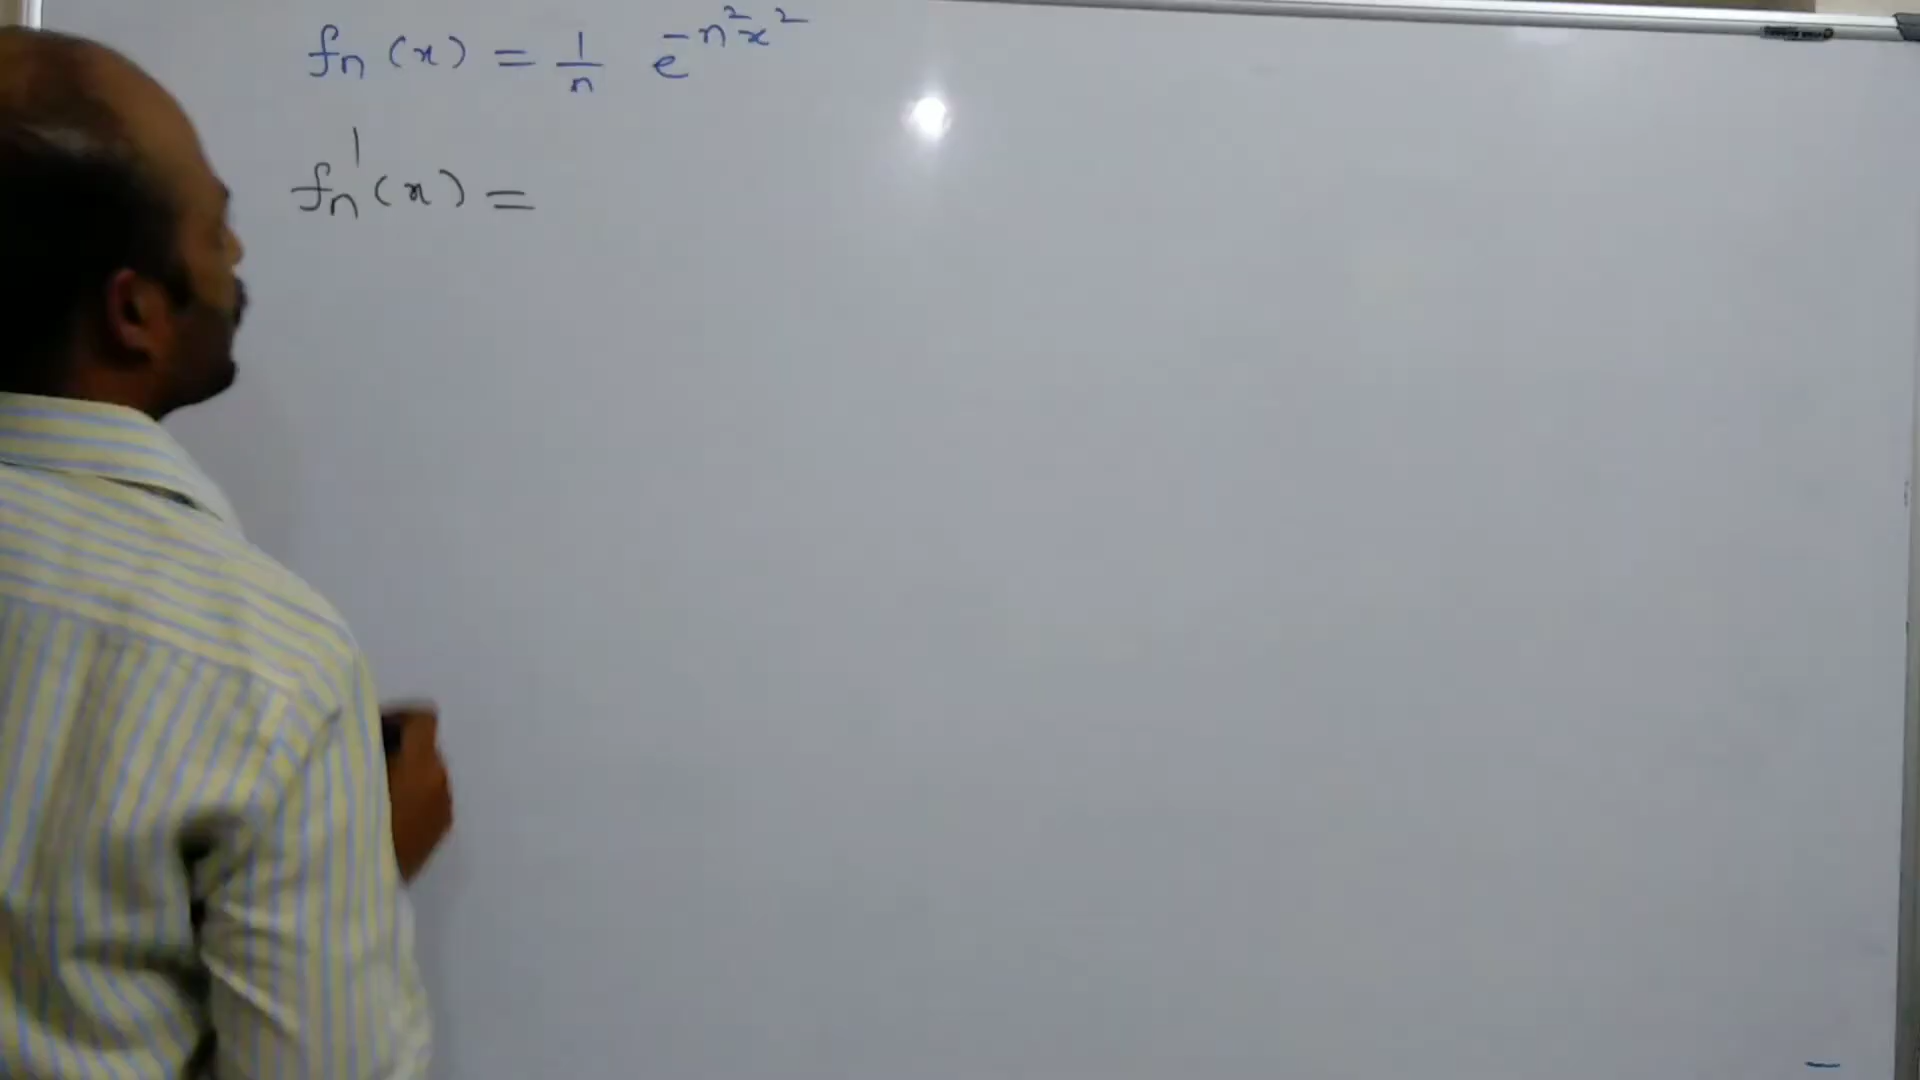 fₙ(x) = 1/n e^{-n²x²}
fₙ'(x) =